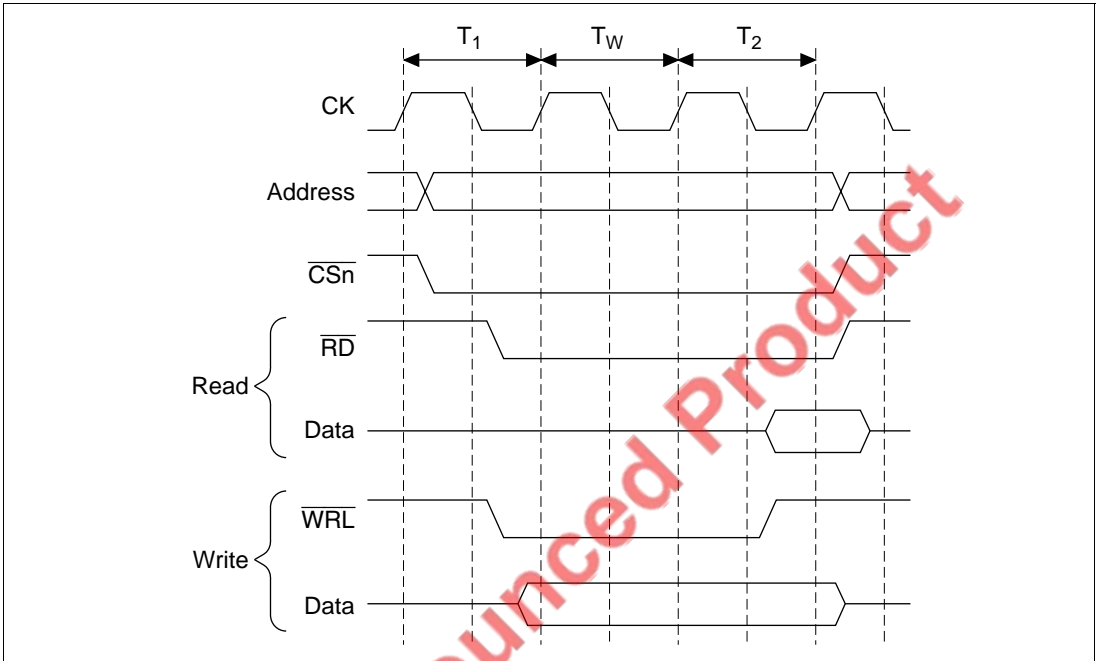 T1 TW T2
CK
Address
CSn
RD
Read
Data
WRL
Write
Data
ounced Product